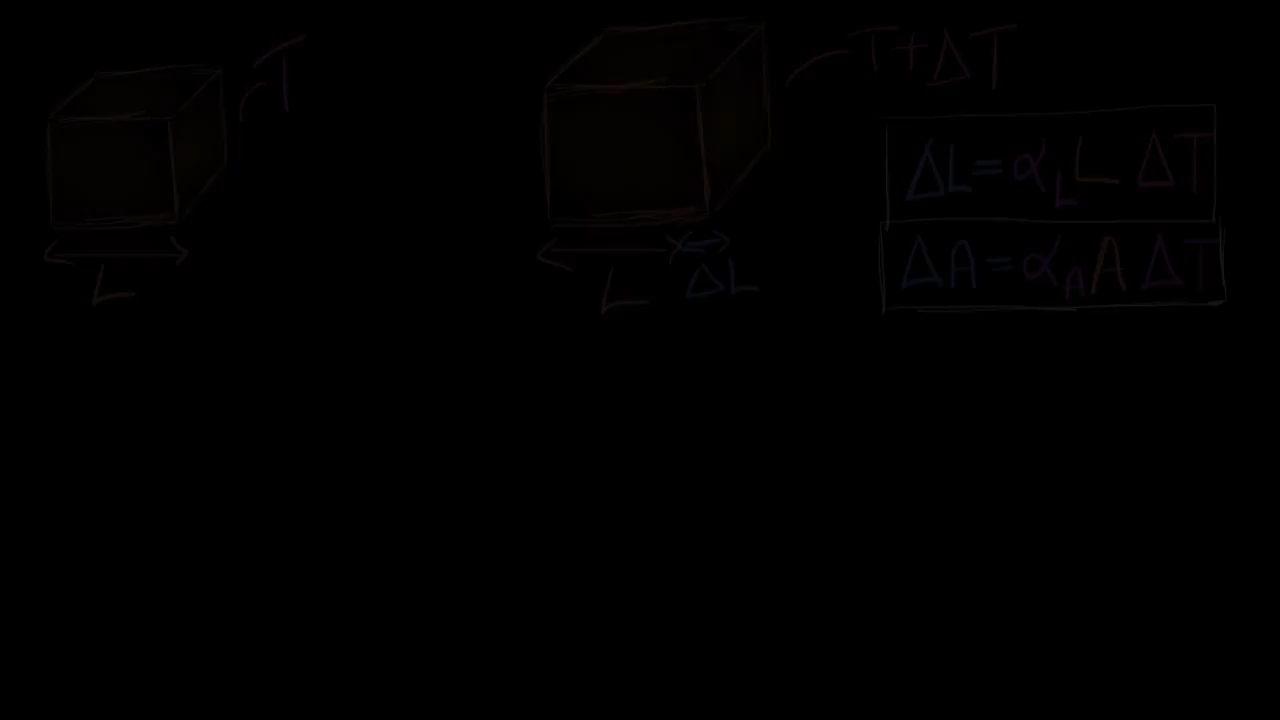 T
T + ΔT
ΔL = α_L L ΔT
ΔA = α_A A ΔT
L
L ΔL